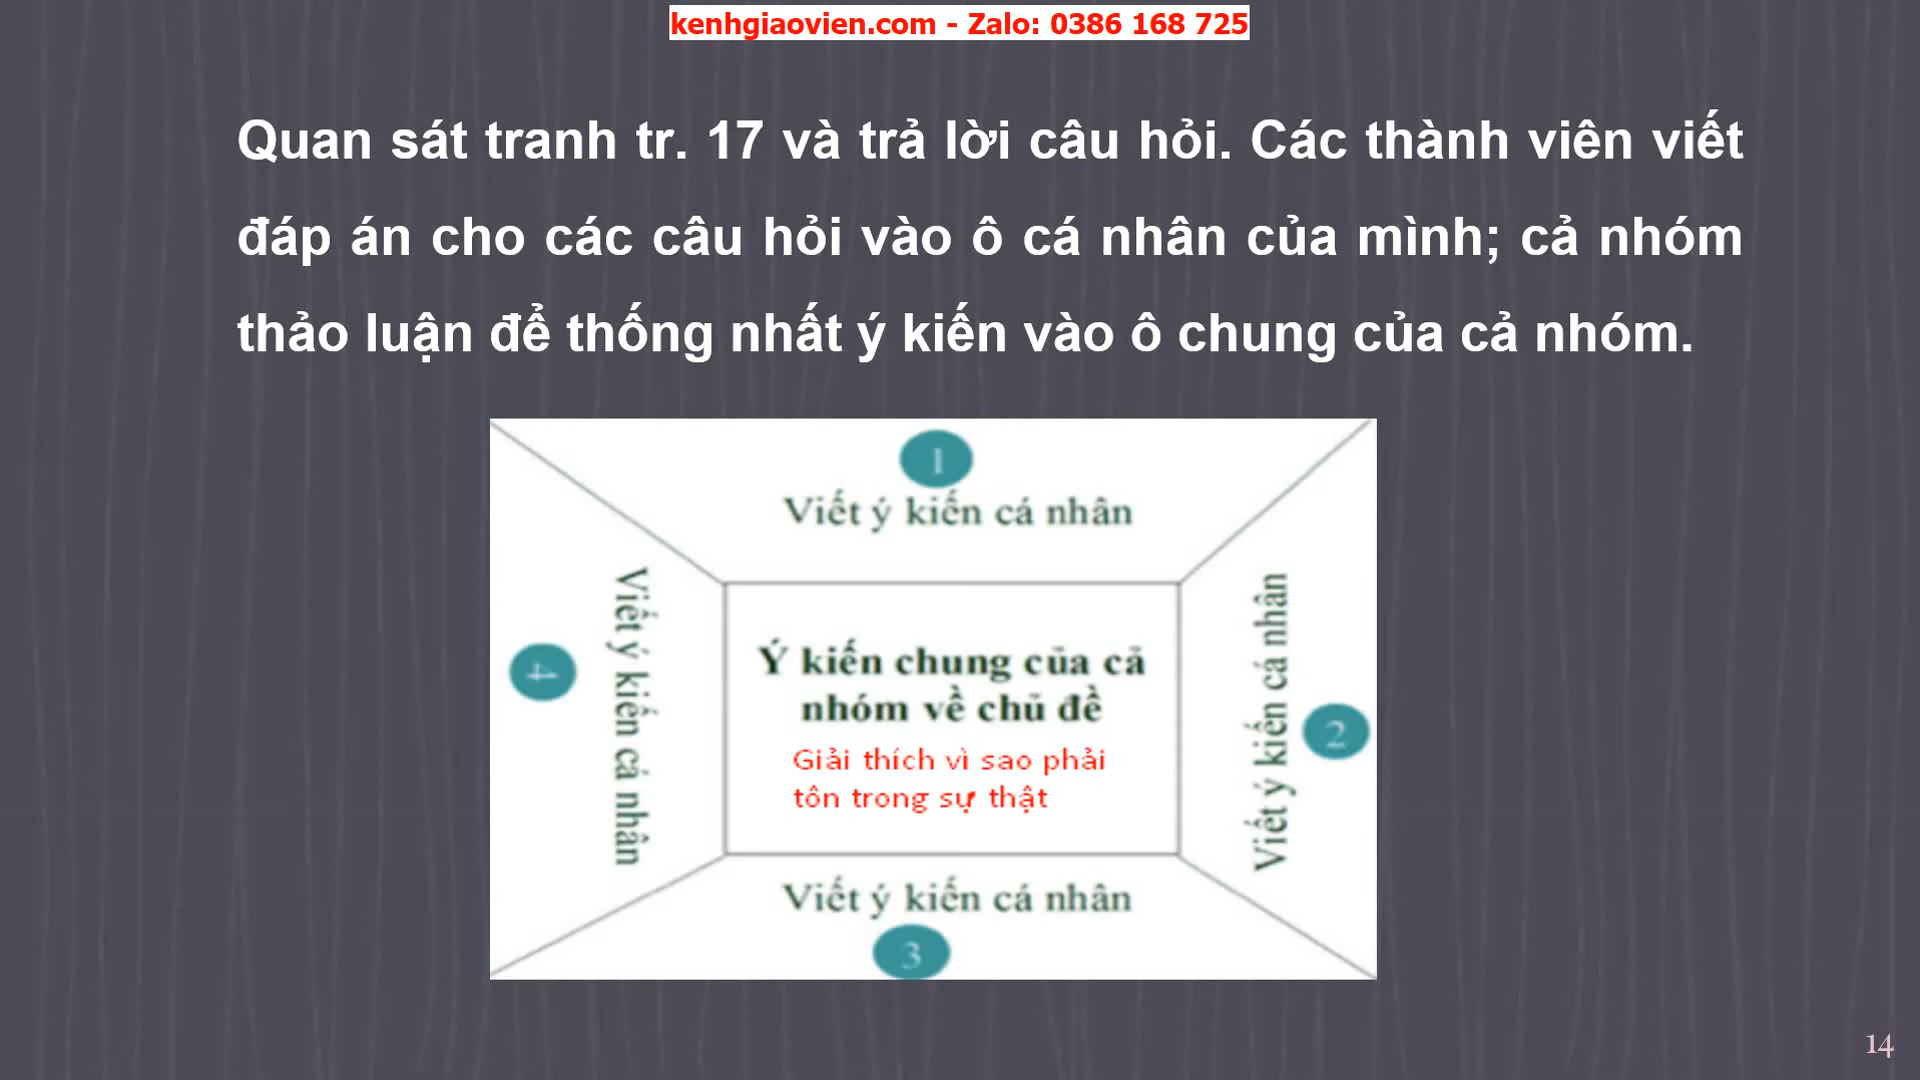 kenhgiaovien.com - Zalo: 0386 168 725
Quan sát tranh tr. 17 và trả lời câu hỏi. Các thành viên viết
đáp án cho các câu hỏi vào ô cá nhân của mình; cả nhóm
thảo luận để thống nhất ý kiến vào ô chung của cả nhóm.
1
Viết ý kiến cá nhân
4
Viết ý kiến cá nhân
Ý kiến chung của cả
nhóm về chủ đề
Giải thích vì sao phải
tôn trong sự thật
Viết ý kiến cá nhân
2
Viết ý kiến cá nhân
3
14